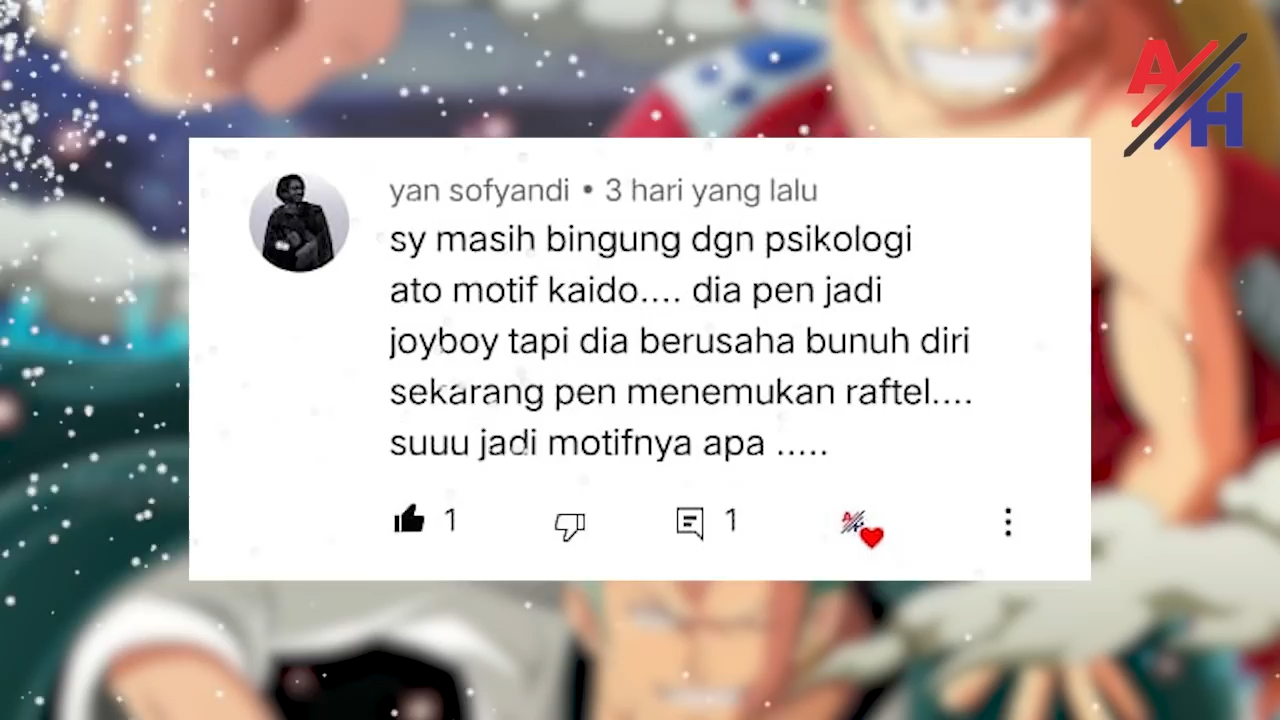 A/H
yan sofyandi • 3 hari yang lalu
sy masih bingung dgn psikologi
ato motif kaido.... dia pen jadi
joyboy tapi dia berusaha bunuh diri
sekarang pen menemukan raftel....
suuu jadi motifnya apa .....
1
1